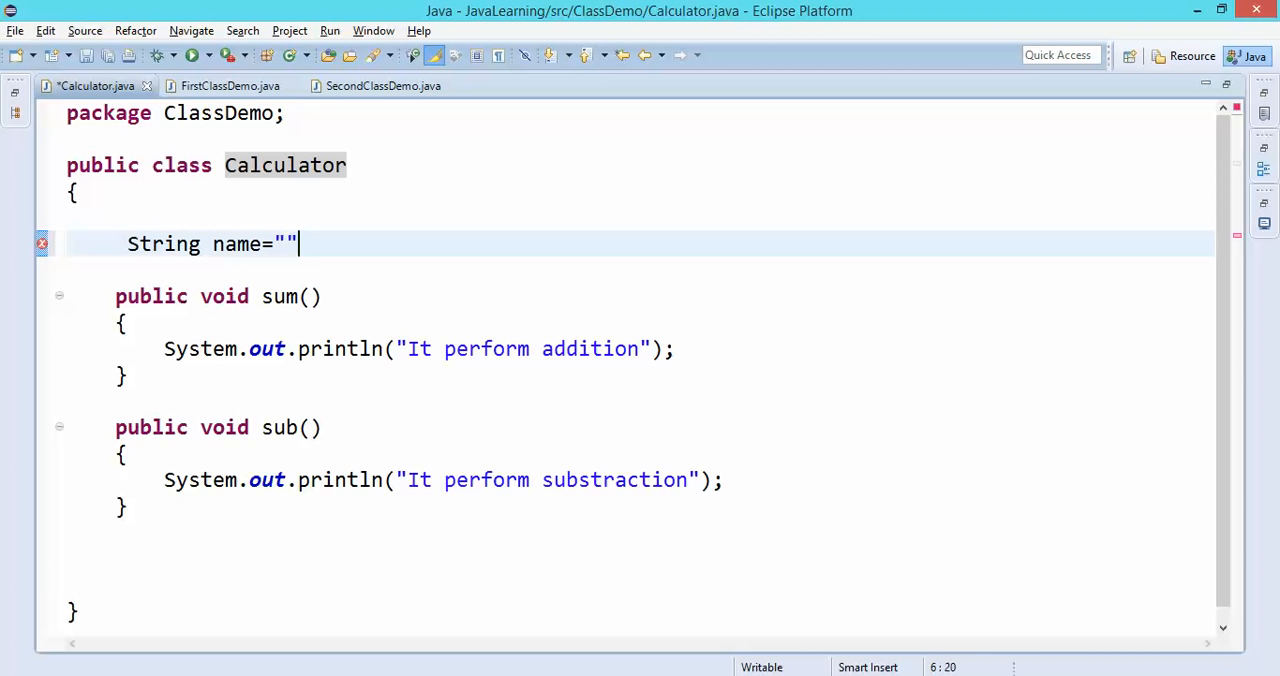 Java - JavaLearning/src/ClassDemo/Calculator.java - Eclipse Platform
File Edit Source Refactor Navigate Search Project Run Window Help
Quick Access Resource Java
*Calculator.java FirstClassDemo.java SecondClassDemo.java
package ClassDemo;
public class Calculator
{
String name=""
public void sum()
{
System.out.println("It perform addition");
}
public void sub()
{
System.out.println("It perform substraction");
}
}
Writable Smart Insert 6 : 20